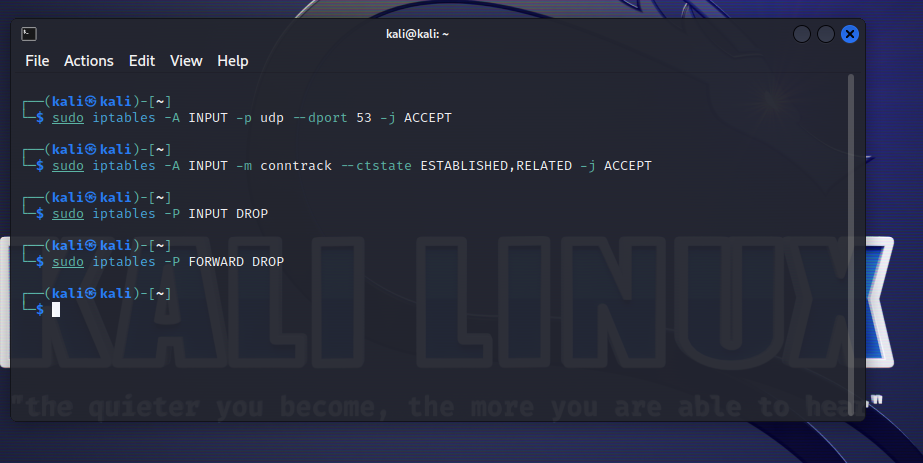 kali@kali: ~
File Actions Edit View Help
┌──(kali㉿kali)-[~]
└─$ sudo iptables -A INPUT -p udp --dport 53 -j ACCEPT
┌──(kali㉿kali)-[~]
└─$ sudo iptables -A INPUT -m conntrack --ctstate ESTABLISHED,RELATED -j ACCEPT
┌──(kali㉿kali)-[~]
└─$ sudo iptables -P INPUT DROP
┌──(kali㉿kali)-[~]
└─$ sudo iptables -P FORWARD DROP
┌──(kali㉿kali)-[~]
└─$
KALI LINUX
"the quieter you become, the more you are able to hear"